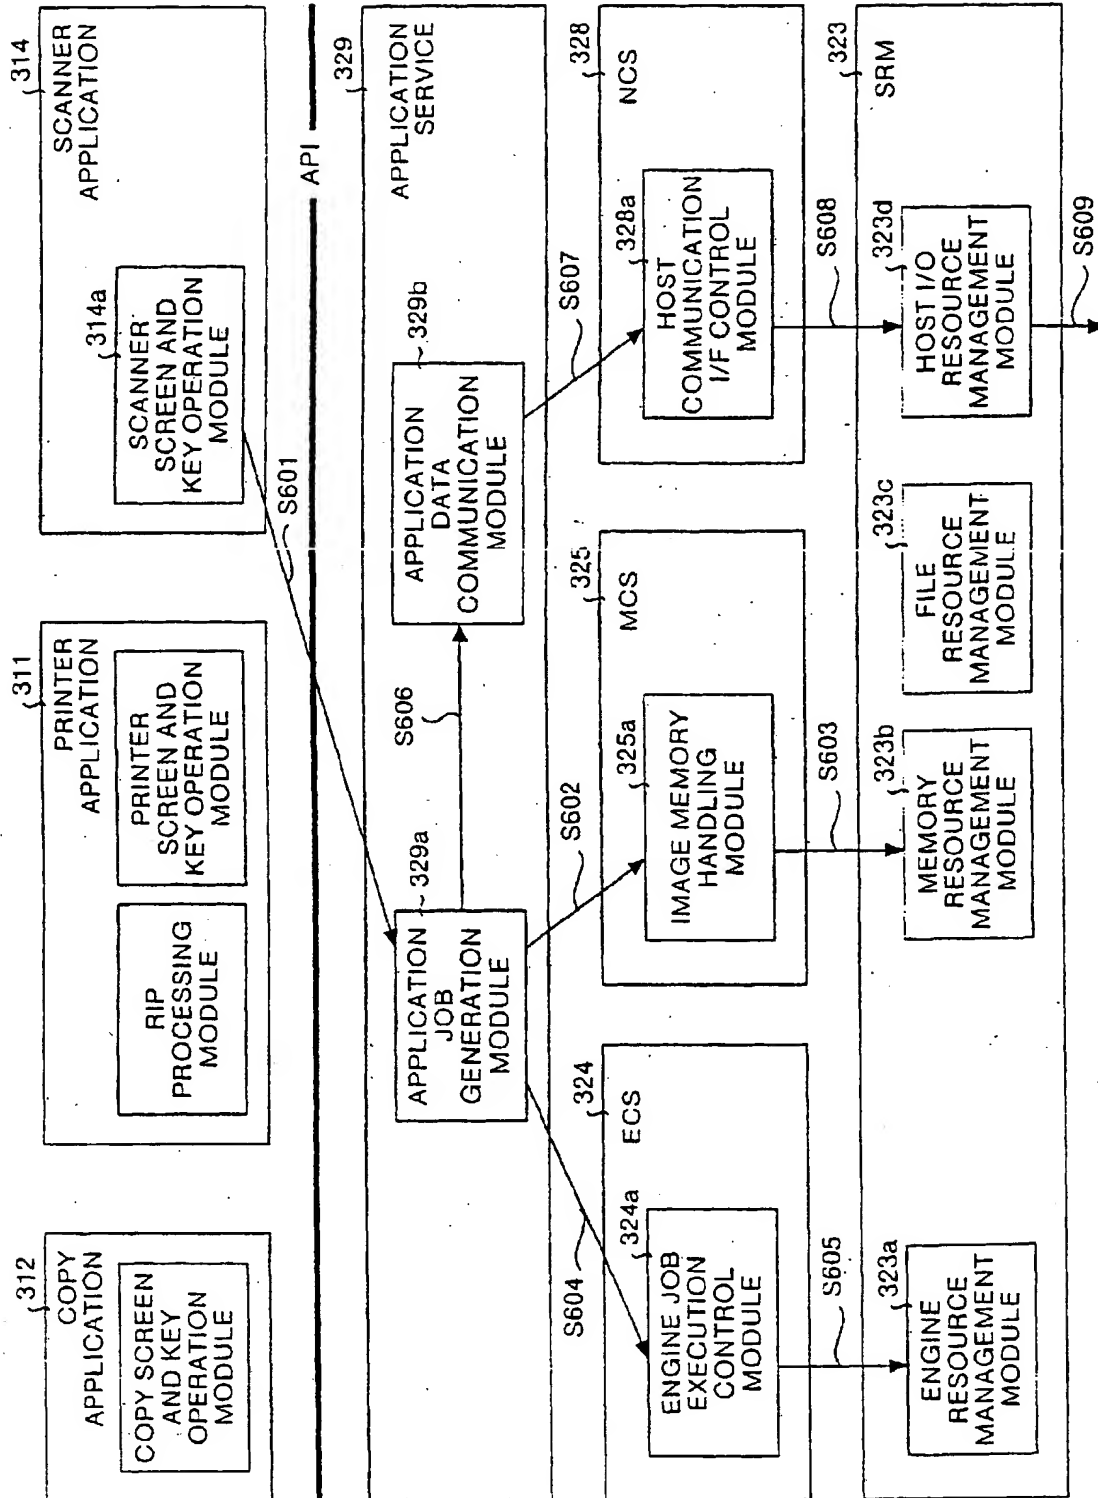 312
COPY
APPLICATION
COPY SCREEN
AND KEY
OPERATION
MODULE
311
PRINTER
APPLICATION
RIP
PROCESSING
MODULE
PRINTER
SCREEN AND
KEY OPERATION
MODULE
314
SCANNER
APPLICATION
314a
SCANNER
SCREEN AND
KEY OPERATION
MODULE
S601
API
329
APPLICATION
SERVICE
329a
APPLICATION
JOB
GENERATION
MODULE
S606
329b
APPLICATION
DATA
COMMUNICATION
MODULE
S604
S602
S607
324
ECS
324a
ENGINE JOB
EXECUTION
CONTROL
MODULE
325
MCS
325a
IMAGE MEMORY
HANDLING
MODULE
328
NCS
328a
HOST
COMMUNICATION
I/F CONTROL
MODULE
S605
S603
S608
323
SRM
323a
ENGINE
RESOURCE
MANAGEMENT
MODULE
323b
MEMORY
RESOURCE
MANAGEMENT
MODULE
323c
FILE
RESOURCE
MANAGEMENT
MODULE
323d
HOST I/O
RESOURCE
MANAGEMENT
MODULE
S609